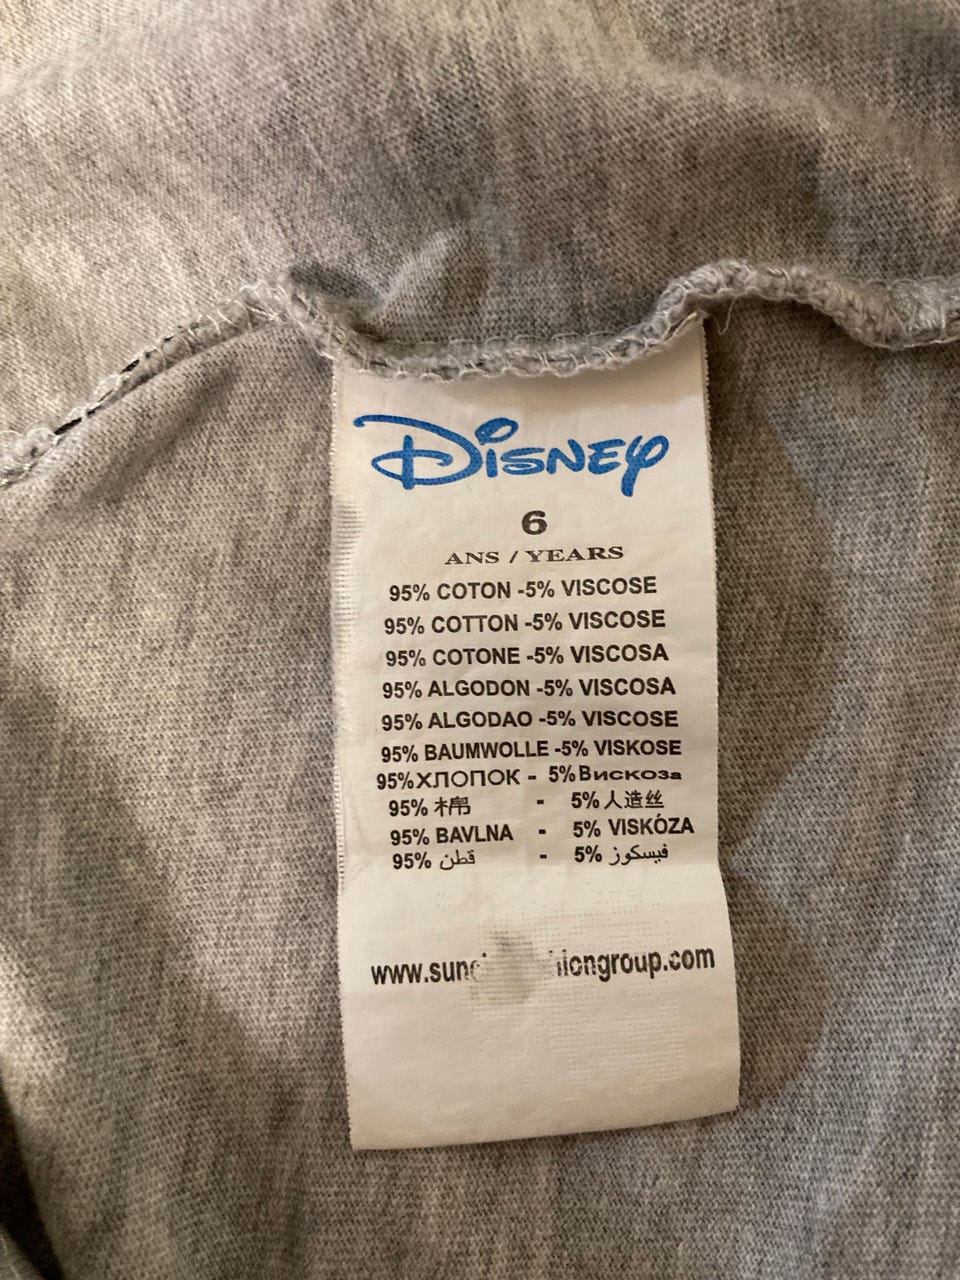 DISNEY
6
ANS / YEARS
95% COTON -5% VISCOSE
95% COTTON -5% VISCOSE
95% COTONE -5% VISCOSA
95% ALGODON -5% VISCOSA
95% ALGODAO -5% VISCOSE
95% BAUMWOLLE -5% VISKOSE
95%ХЛОПОК - 5%Вискоза
95% 棉 - 5%人造丝
95% BAVLNA - 5% VISKÓZA
95% قطن - 5% فيسكوز